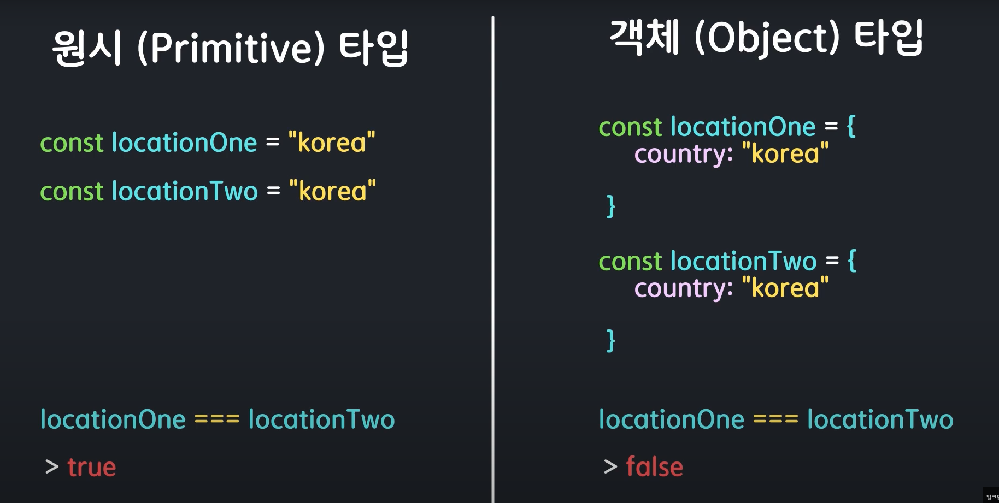 원시 (Primitive) 타입
const locationOne = "korea"
const locationTwo = "korea"
locationOne === locationTwo
> true
객체 (Object) 타입
const locationOne = {
country: "korea"
}
const locationTwo = {
country: "korea"
}
locationOne === locationTwo
> false